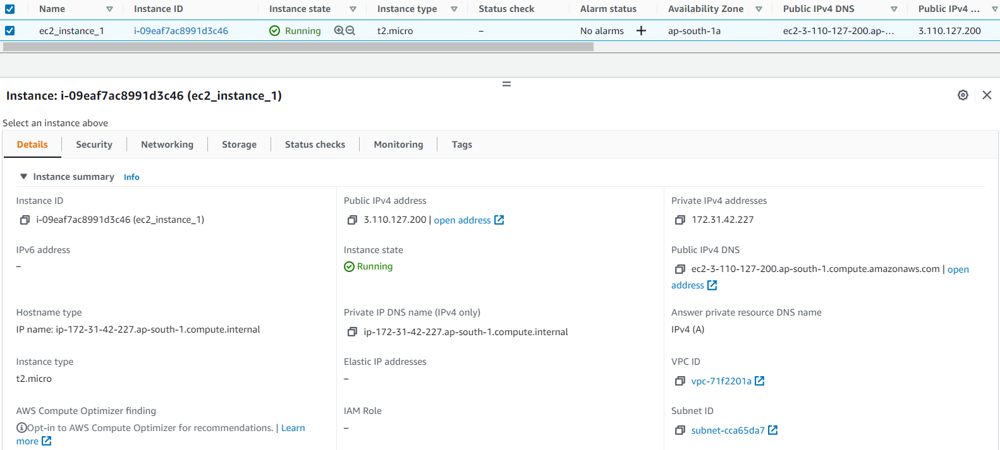 Name Instance ID Instance state Instance type Status check Alarm status Availability Zone Public IPv4 DNS Public IPv4 ...
ec2_instance_1 i-09eaf7ac8991d3c46 Running t2.micro – No alarms + ap-south-1a ec2-3-110-127-200.ap-... 3.110.127.200
Instance: i-09eaf7ac8991d3c46 (ec2_instance_1)
Select an instance above
Details Security Networking Storage Status checks Monitoring Tags
Instance summary Info
Instance ID
i-09eaf7ac8991d3c46 (ec2_instance_1)
Public IPv4 address
3.110.127.200 | open address
Private IPv4 addresses
172.31.42.227
IPv6 address
–
Instance state
Running
Public IPv4 DNS
ec2-3-110-127-200.ap-south-1.compute.amazonaws.com | open
address
Hostname type
IP name: ip-172-31-42-227.ap-south-1.compute.internal
Private IP DNS name (IPv4 only)
ip-172-31-42-227.ap-south-1.compute.internal
Answer private resource DNS name
IPv4 (A)
Instance type
t2.micro
Elastic IP addresses
–
VPC ID
vpc-71f2201a
AWS Compute Optimizer finding
Opt-in to AWS Compute Optimizer for recommendations. | Learn
more
IAM Role
–
Subnet ID
subnet-cca65da7